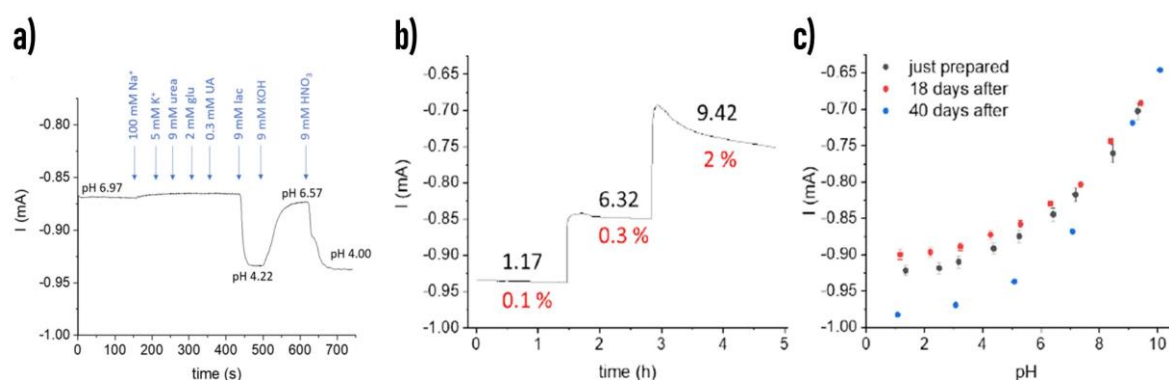 a)
100 mM Na⁺
5 mM K⁺
9 mM urea
2 mM glu
0.3 mM UA
9 mM lac
9 mM KOH
9 mM HNO₃
pH 6.97
pH 6.57
pH 4.22
pH 4.00
I (mA)
-0.75
-0.80
-0.85
-0.90
-0.95
-1.00
0 100 200 300 400 500 600 700
time (s)
b)
1.17
0.1 %
6.32
0.3 %
9.42
2 %
I (mA)
-0.65
-0.70
-0.75
-0.80
-0.85
-0.90
-0.95
-1.00
0 1 2 3 4 5
time (h)
c)
just prepared
18 days after
40 days after
I (mA)
-0.65
-0.70
-0.75
-0.80
-0.85
-0.90
-0.95
-1.00
0 2 4 6 8 10
pH